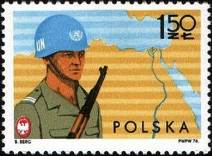 1.50
ZŁ
UN
POLSKA
S. BERG
PWPW 76